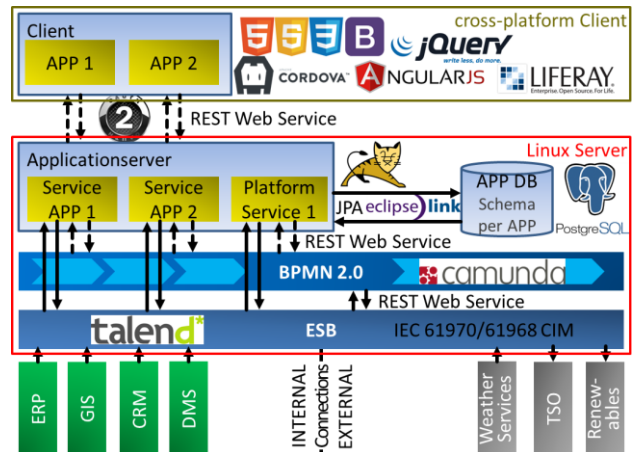 cross-platform Client
Client
APP 1
APP 2
5 S 3 B
jQuery
write less, do more.
CORDOVA™
ANGULARJS
LIFERAY.
Enterprise. Open Source. For Life.
2
REST Web Service
Linux Server
Applicationserver
Service
APP 1
Service
APP 2
Platform
Service 1
JPA eclipse link
APP DB
Schema
per APP
PostgreSQL
REST Web Service
BPMN 2.0
camunda
REST Web Service
talend*
ESB
IEC 61970/61968 CIM
ERP
GIS
CRM
DMS
INTERNAL
Connections
EXTERNAL
Weather
Services
TSO
Renew-
ables